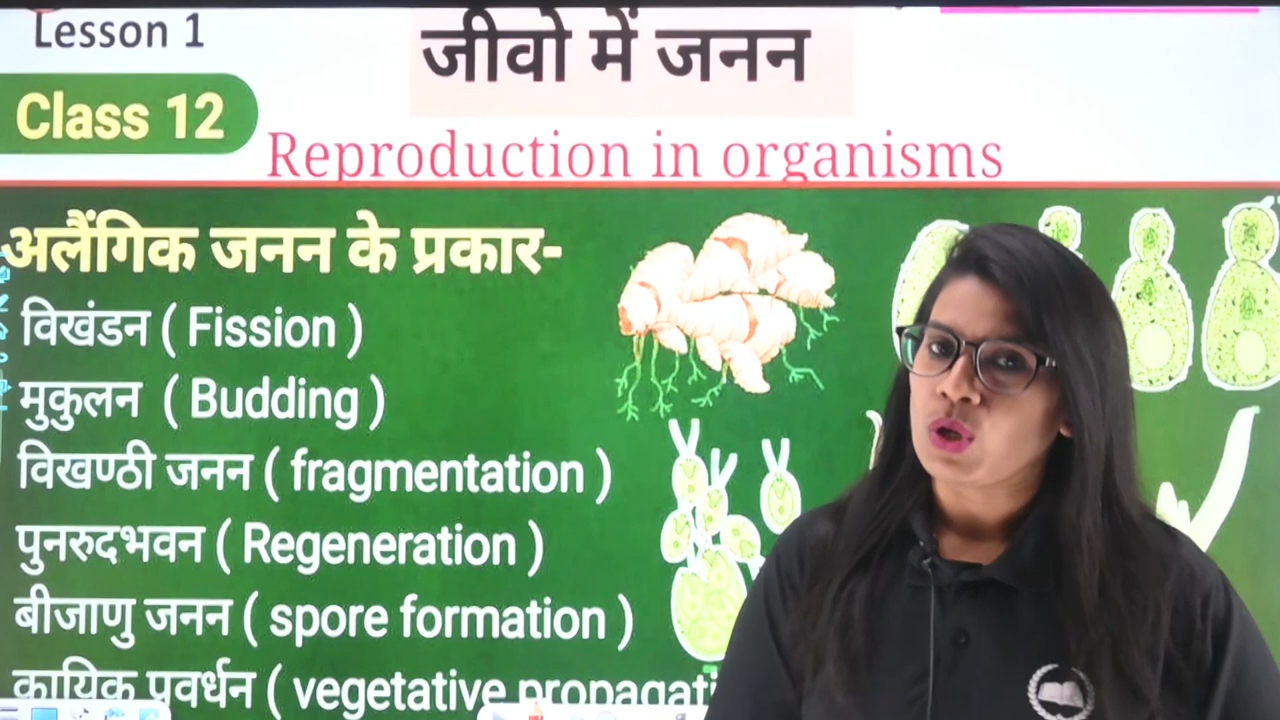 Lesson 1
जीवो में जनन
Class 12
Reproduction in organisms
अलैंगिक जनन के प्रकार-
विखंडन ( Fission )
मुकुलन ( Budding )
विखण्ठी जनन ( fragmentation )
पुनरुदभवन ( Regeneration )
बीजाणु जनन ( spore formation )
कायिक प्रवर्धन ( vegetative